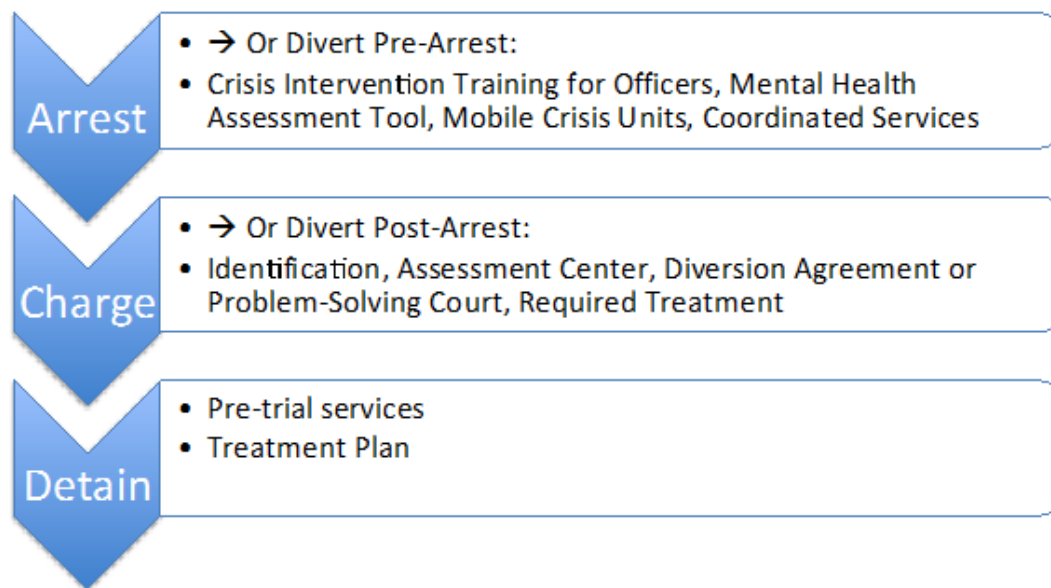 Arrest
• → Or Divert Pre-Arrest:
• Crisis Intervention Training for Officers, Mental Health
Assessment Tool, Mobile Crisis Units, Coordinated Services
Charge
• → Or Divert Post-Arrest:
• Identification, Assessment Center, Diversion Agreement or
Problem-Solving Court, Required Treatment
Detain
• Pre-trial services
• Treatment Plan